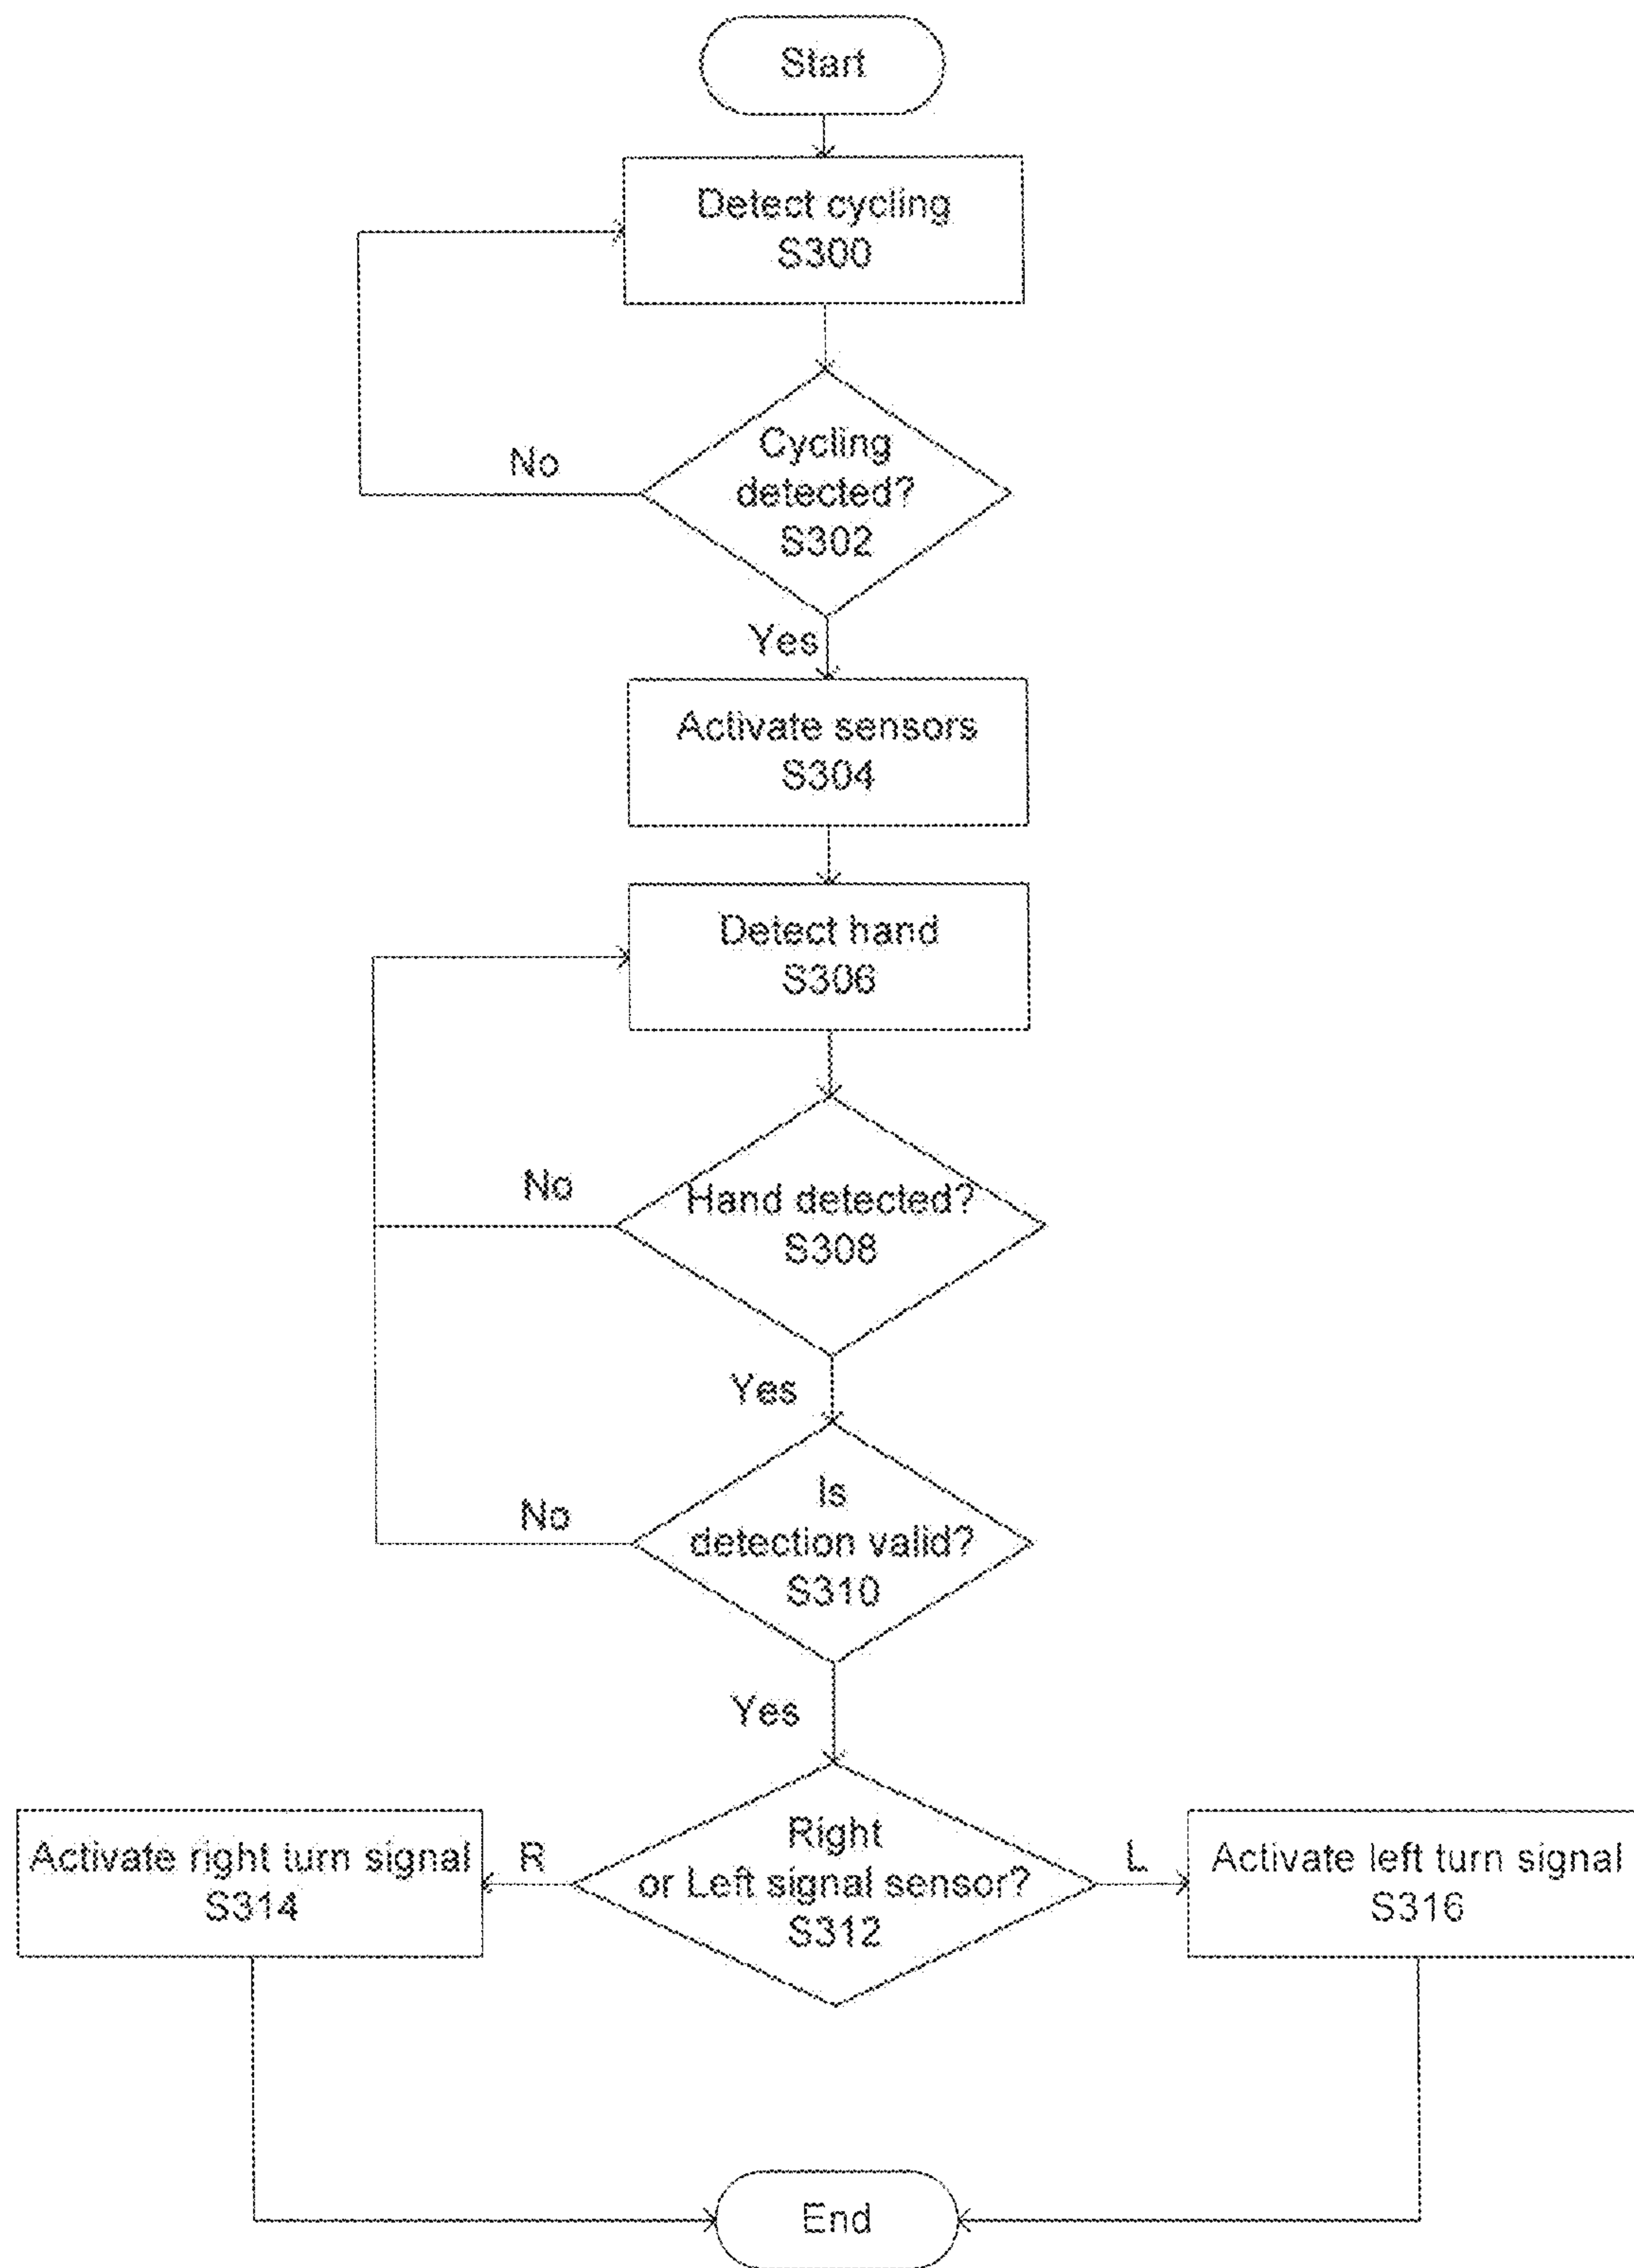 Start
Detect cycling
S300
Cycling
detected?
S302
No
Yes
Activate sensors
S304
Detect hand
S306
Hand detected?
S308
No
Yes
Is
detection valid?
S310
No
Yes
Right
or Left signal sensor?
S312
R
L
Activate right turn signal
S314
Activate left turn signal
S316
End